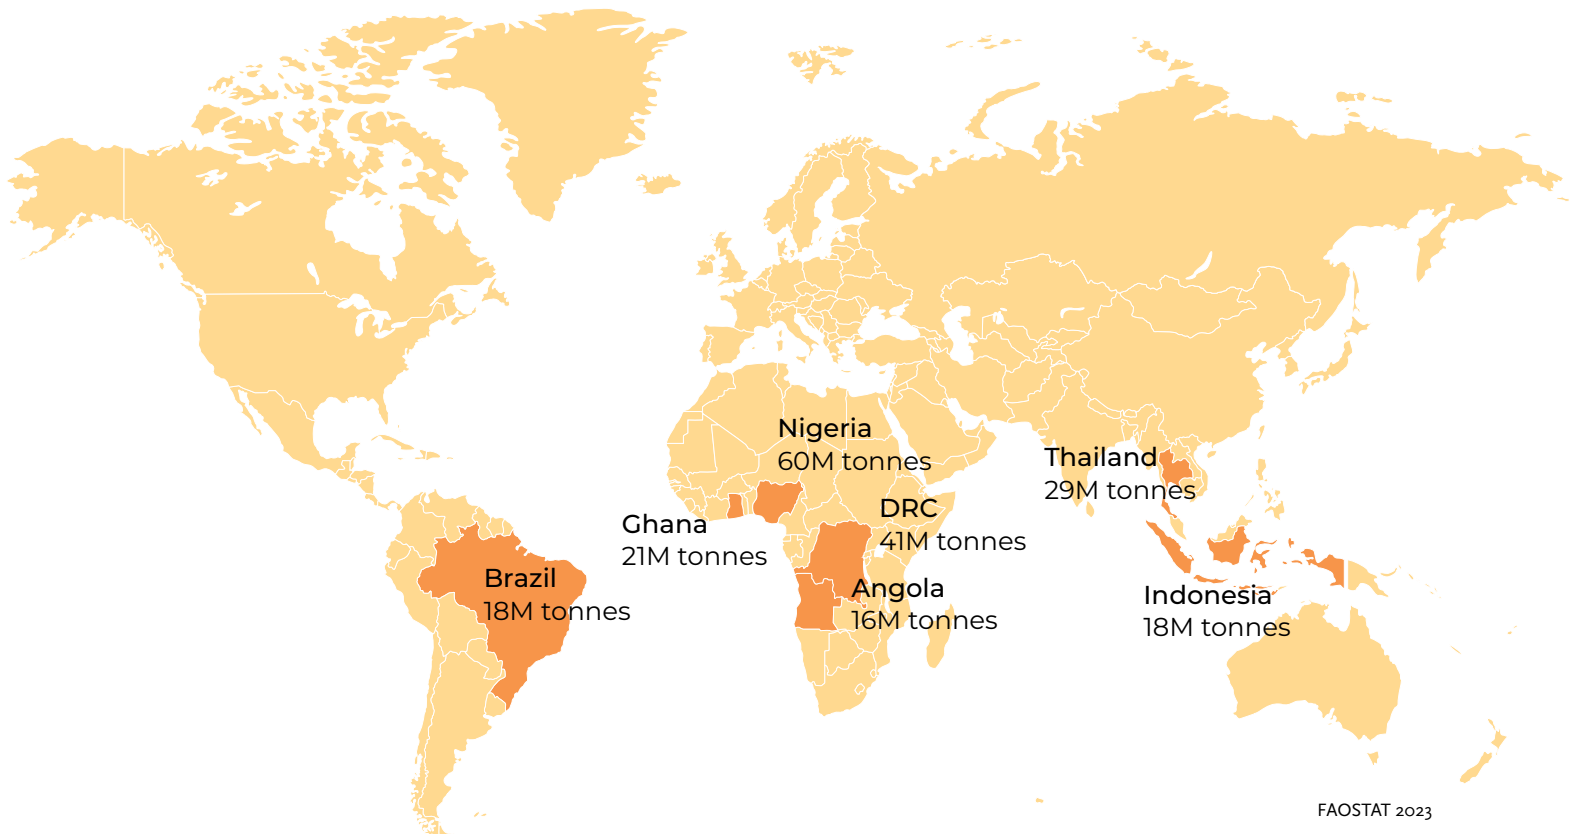 Nigeria
60M tonnes
Thailand
29M tonnes
DRC
41M tonnes
Ghana
21M tonnes
Brazil
18M tonnes
Angola
16M tonnes
Indonesia
18M tonnes
FAOSTAT 2023